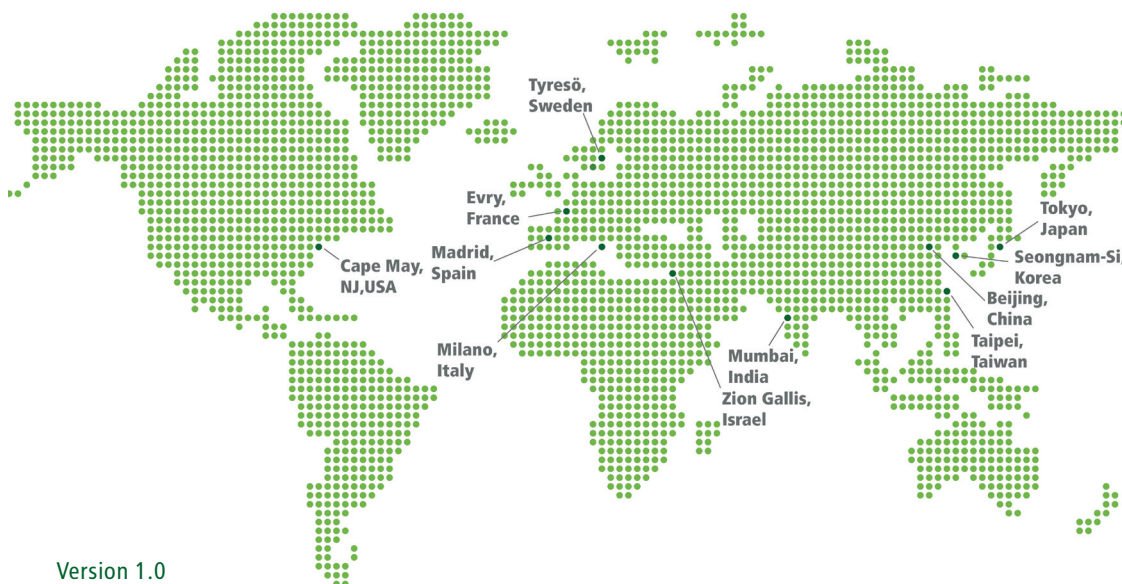 Tyresö,
Sweden
Evry,
France
Madrid,
Spain
Cape May,
NJ,USA
Milano,
Italy
Mumbai,
India
Zion Gallis,
Israel
Tokyo,
Japan
Seongnam-Si,
Korea
Beijing,
China
Taipei,
Taiwan
Version 1.0